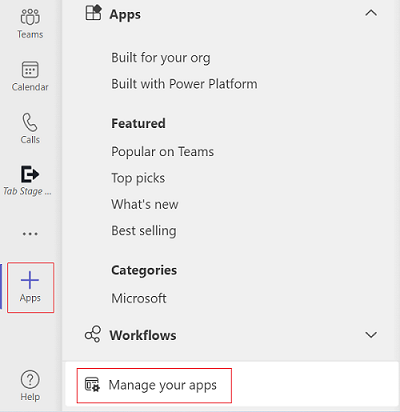 Teams
Calendar
Calls
Tab Stage ...
Apps
Help
Apps
Built for your org
Built with Power Platform
Featured
Popular on Teams
Top picks
What's new
Best selling
Categories
Microsoft
Workflows
Manage your apps